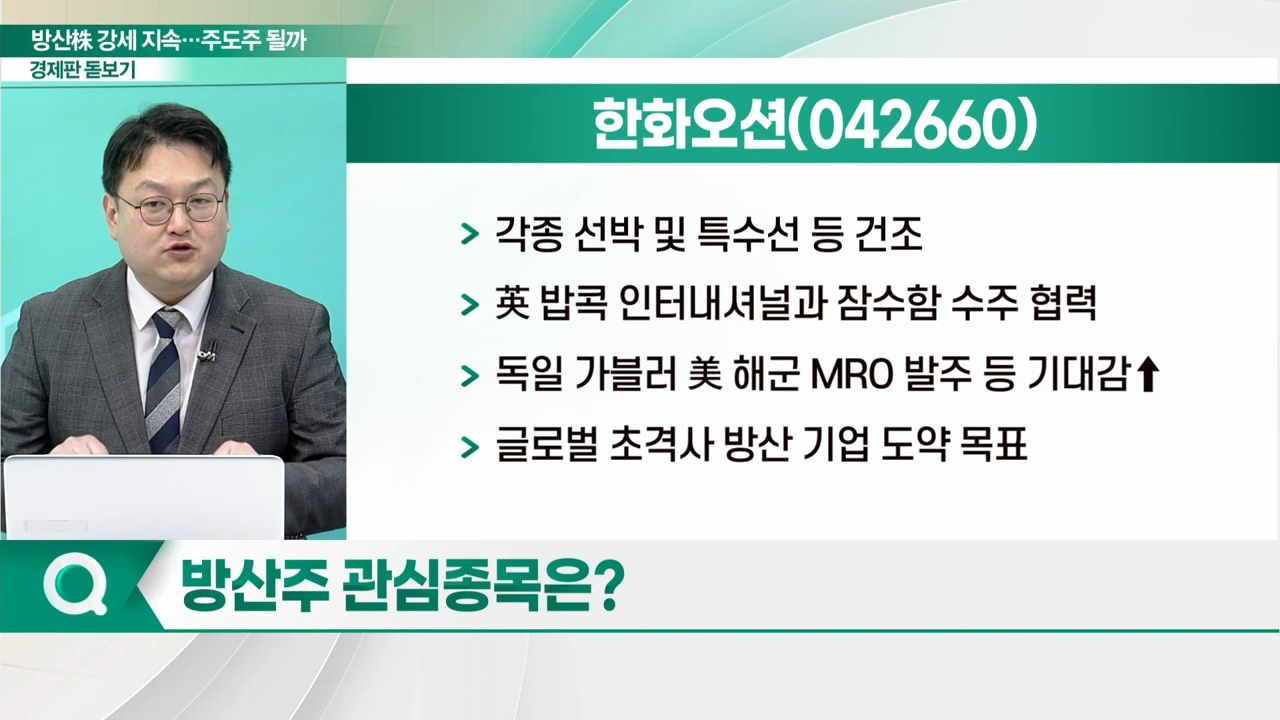 방산株 강세 지속…주도주 될까
경제판 돋보기
한화오션(042660)
> 각종 선박 및 특수선 등 건조
> 英 밥콕 인터내셔널과 잠수함 수주 협력
> 독일 가블러 美 해군 MRO 발주 등 기대감⬆
> 글로벌 초격사 방산 기업 도약 목표
Q 방산주 관심종목은?